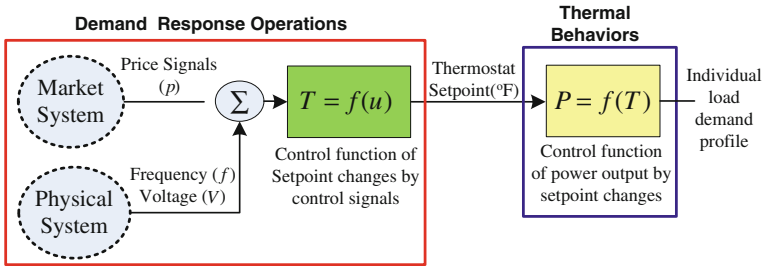 Demand Response Operations
Thermal
Behaviors
Market
System
Price Signals
(p)
Σ
T = f(u)
Control function of
Setpoint changes by
control signals
Physical
System
Frequency (f)
Voltage (V)
Thermostat
Setpoint(°F)
P = f(T)
Control function
of power output by
setpoint changes
Individual
load
demand
profile